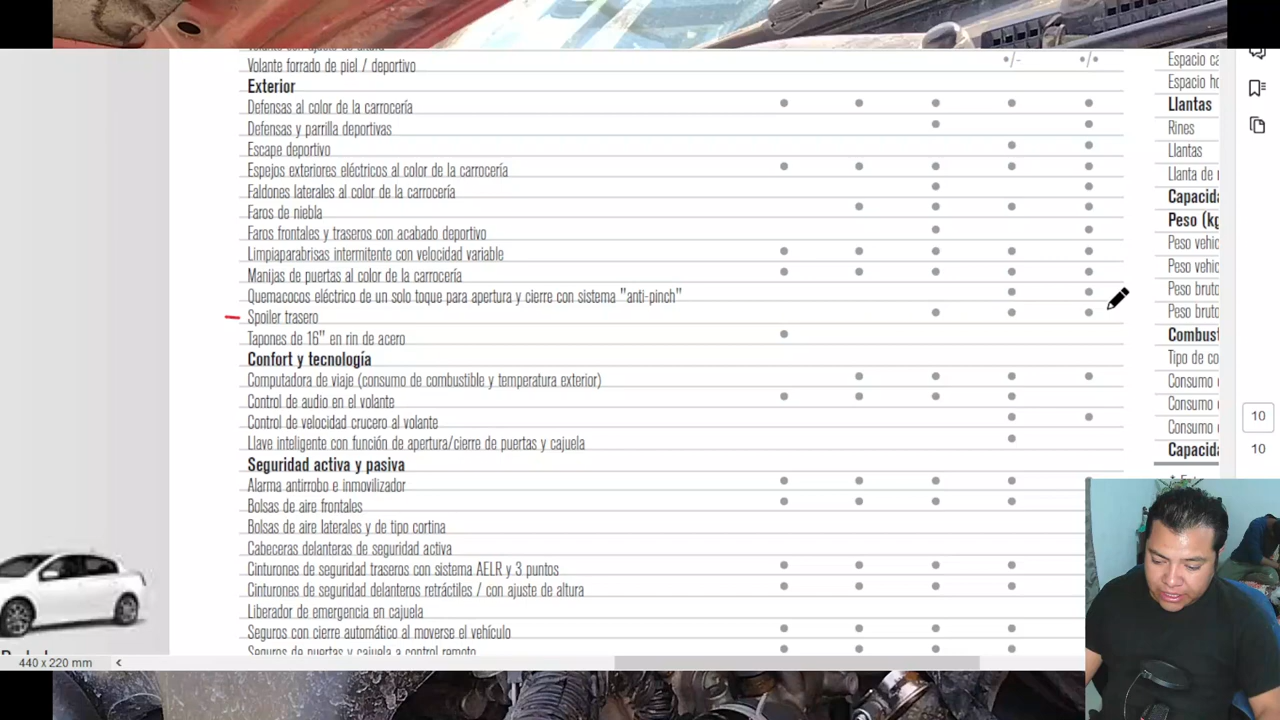 Volante forrado de piel / deportivo
•/-
•/•
Exterior
Defensas al color de la carrocería
Defensas y parrilla deportivas
Escape deportivo
Espejos exteriores eléctricos al color de la carrocería
Faldones laterales al color de la carrocería
Faros de niebla
Faros frontales y traseros con acabado deportivo
Limpiaparabrisas intermitente con velocidad variable
Manijas de puertas al color de la carrocería
Quemacocos eléctrico de un solo toque para apertura y cierre con sistema "anti-pinch"
Spoiler trasero
Tapones de 16" en rin de acero
Confort y tecnología
Computadora de viaje (consumo de combustible y temperatura exterior)
Control de audio en el volante
Control de velocidad crucero al volante
Llave inteligente con función de apertura/cierre de puertas y cajuela
Seguridad activa y pasiva
Alarma antirrobo e inmovilizador
Bolsas de aire frontales
Bolsas de aire laterales y de tipo cortina
Cabeceras delanteras de seguridad activa
Cinturones de seguridad traseros con sistema AELR y 3 puntos
Cinturones de seguridad delanteros retráctiles / con ajuste de altura
Liberador de emergencia en cajuela
Seguros con cierre automático al moverse el vehículo
Seguros de puertas y cajuela a control remoto
Espacio
Espacio
Llantas
Rines
Llantas
Llanta de
Peso
Peso
Peso
Peso bruto
Peso bruto
Tipo de
Consumo
Consumo
Consumo
10
10
440 x 220 mm